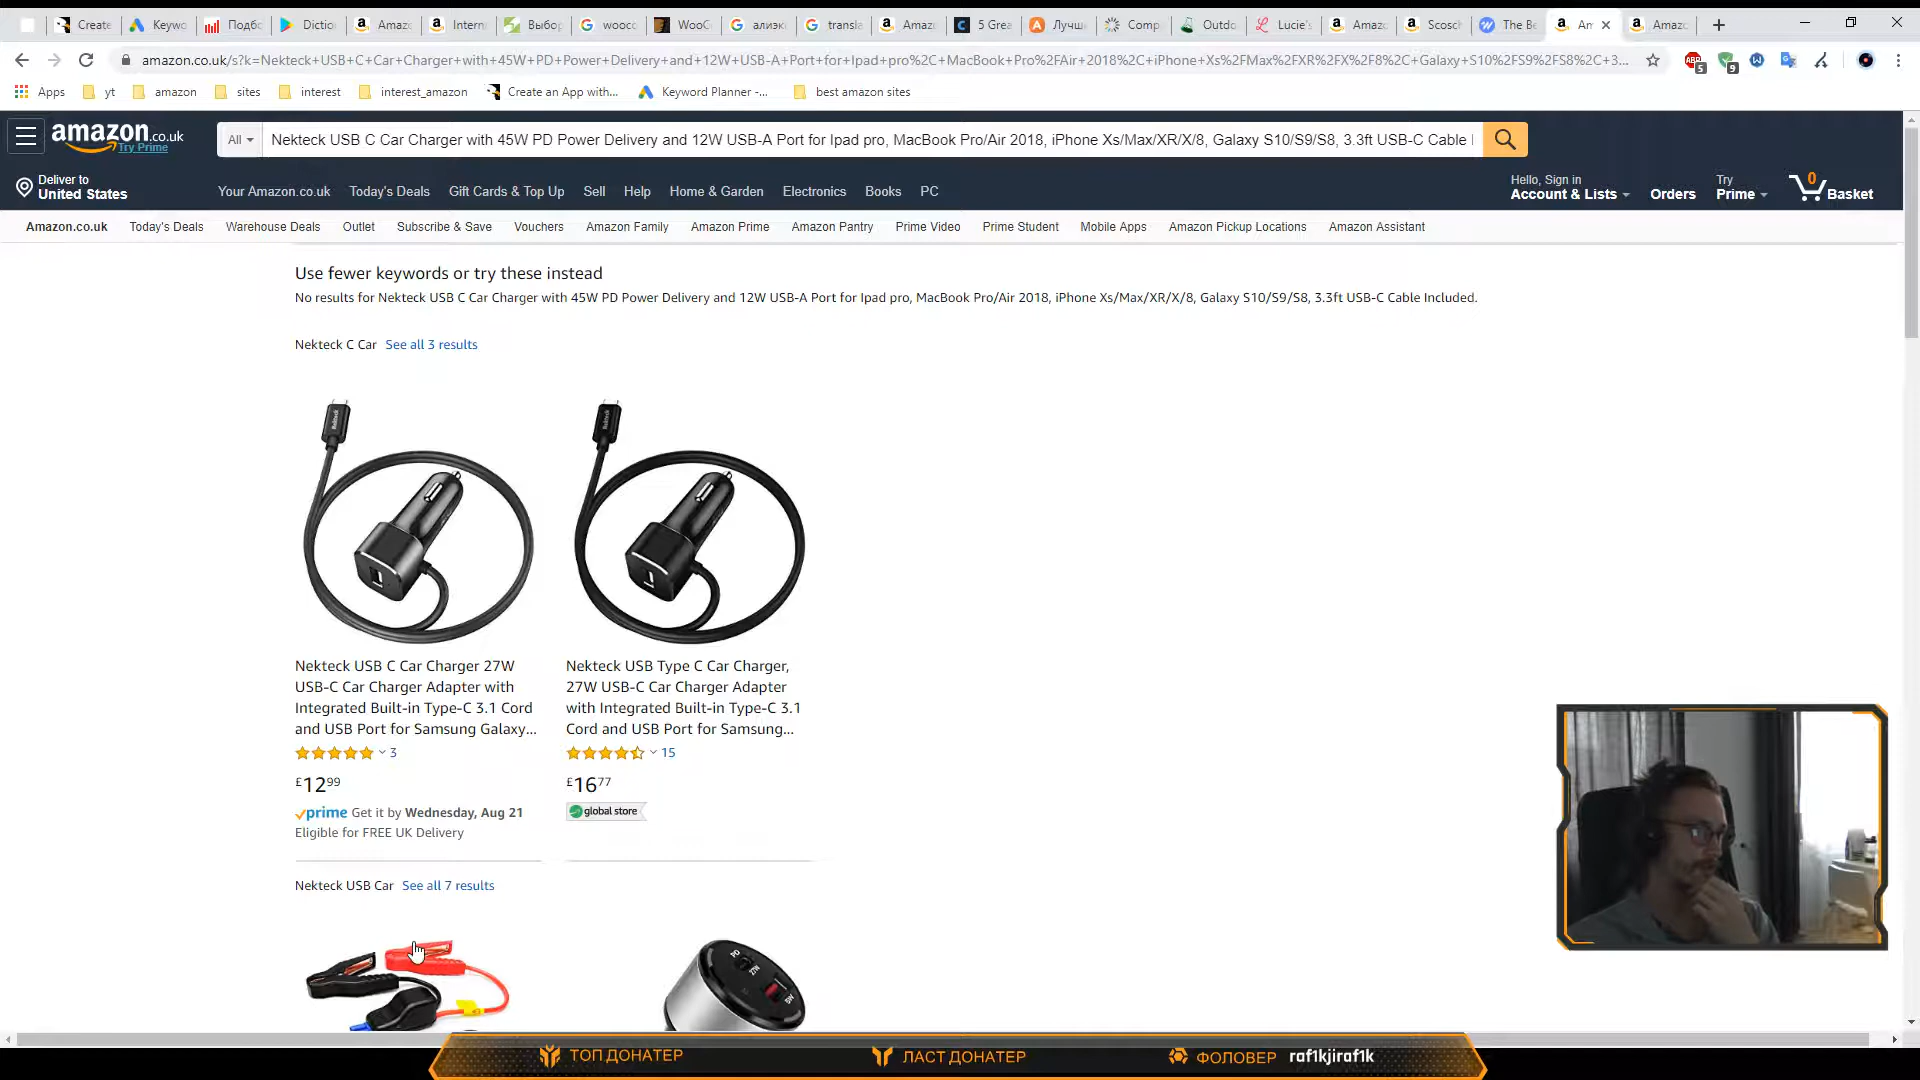 Create
Keywo
Подбо
Dictio
Amazo
Intern
Выбор
woocc
WooC
алиэкс
transla
Amazo
5 Grea
Лучш
Comp
Outdo
Lucie's
Amazo
Scosch
The Be
Am
Amazo
amazon.co.uk/s?k=Nekteck+USB+C+Car+Charger+with+45W+PD+Power+Delivery+and+12W+USB-A+Port+for+Ipad+pro%2C+MacBook+Pro%2FAir+2018%2C+iPhone+Xs%2FMax%2FXR%2FX%2F8%2C+Galaxy+S10%2FS9%2FS8%2C+3...
Apps yt amazon sites interest interest_amazon Create an App with... Keyword Planner -... best amazon sites
amazon.co.uk
Try Prime
All
Nekteck USB C Car Charger with 45W PD Power Delivery and 12W USB-A Port for Ipad pro, MacBook Pro/Air 2018, iPhone Xs/Max/XR/X/8, Galaxy S10/S9/S8, 3.3ft USB-C Cable I
Deliver to
United States
Your Amazon.co.uk Today's Deals Gift Cards & Top Up Sell Help Home & Garden Electronics Books PC
Hello, Sign in
Account & Lists
Orders
Try
Prime
0
Basket
Amazon.co.uk Today's Deals Warehouse Deals Outlet Subscribe & Save Vouchers Amazon Family Amazon Prime Amazon Pantry Prime Video Prime Student Mobile Apps Amazon Pickup Locations Amazon Assistant
Use fewer keywords or try these instead
No results for Nekteck USB C Car Charger with 45W PD Power Delivery and 12W USB-A Port for Ipad pro, MacBook Pro/Air 2018, iPhone Xs/Max/XR/X/8, Galaxy S10/S9/S8, 3.3ft USB-C Cable Included.
Nekteck C Car See all 3 results
Nekteck USB C Car Charger 27W
USB-C Car Charger Adapter with
Integrated Built-in Type-C 3.1 Cord
and USB Port for Samsung Galaxy...
3
£12.99
prime Get it by Wednesday, Aug 21
Eligible for FREE UK Delivery
Nekteck USB Type C Car Charger,
27W USB-C Car Charger Adapter
with Integrated Built-in Type-C 3.1
Cord and USB Port for Samsung...
15
£16.77
global store
Nekteck USB Car See all 7 results
PD
27W
ТОП ДОНАТЕР
ЛАСТ ДОНАТЕР
ФОЛОВЕР raf1kjiraf1k